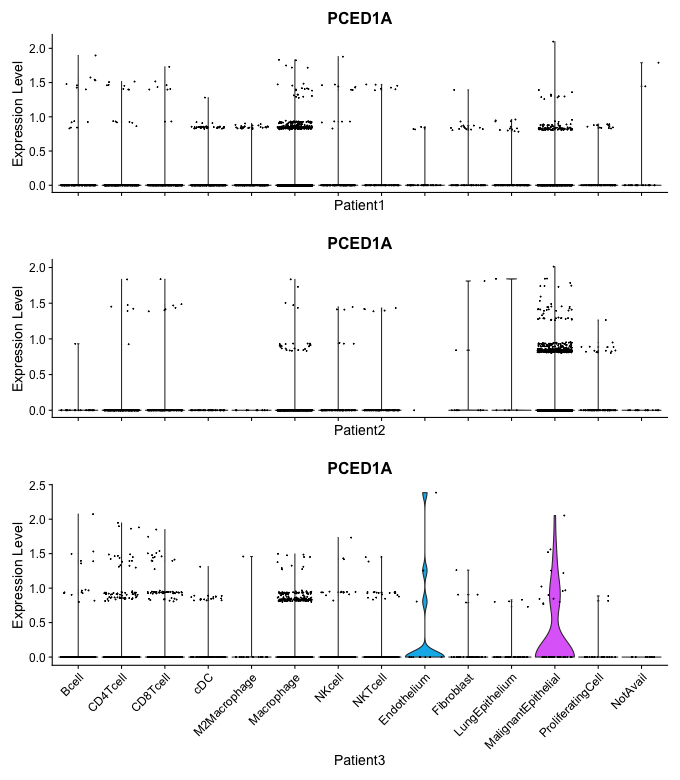 PCED1A
Expression Level
2.0
1.5
1.0
0.5
0.0
Patient1
PCED1A
Expression Level
2.0
1.5
1.0
0.5
0.0
Patient2
PCED1A
Expression Level
2.5
2.0
1.5
1.0
0.5
0.0
Bcell
CD4Tcell
CD8Tcell
cDC
M2Macrophage
Macrophage
NKcell
NKTcell
Endothelium
Fibroblast
LungEpithelium
MalignantEpithelial
ProliferatingCell
NotAvail
Patient3